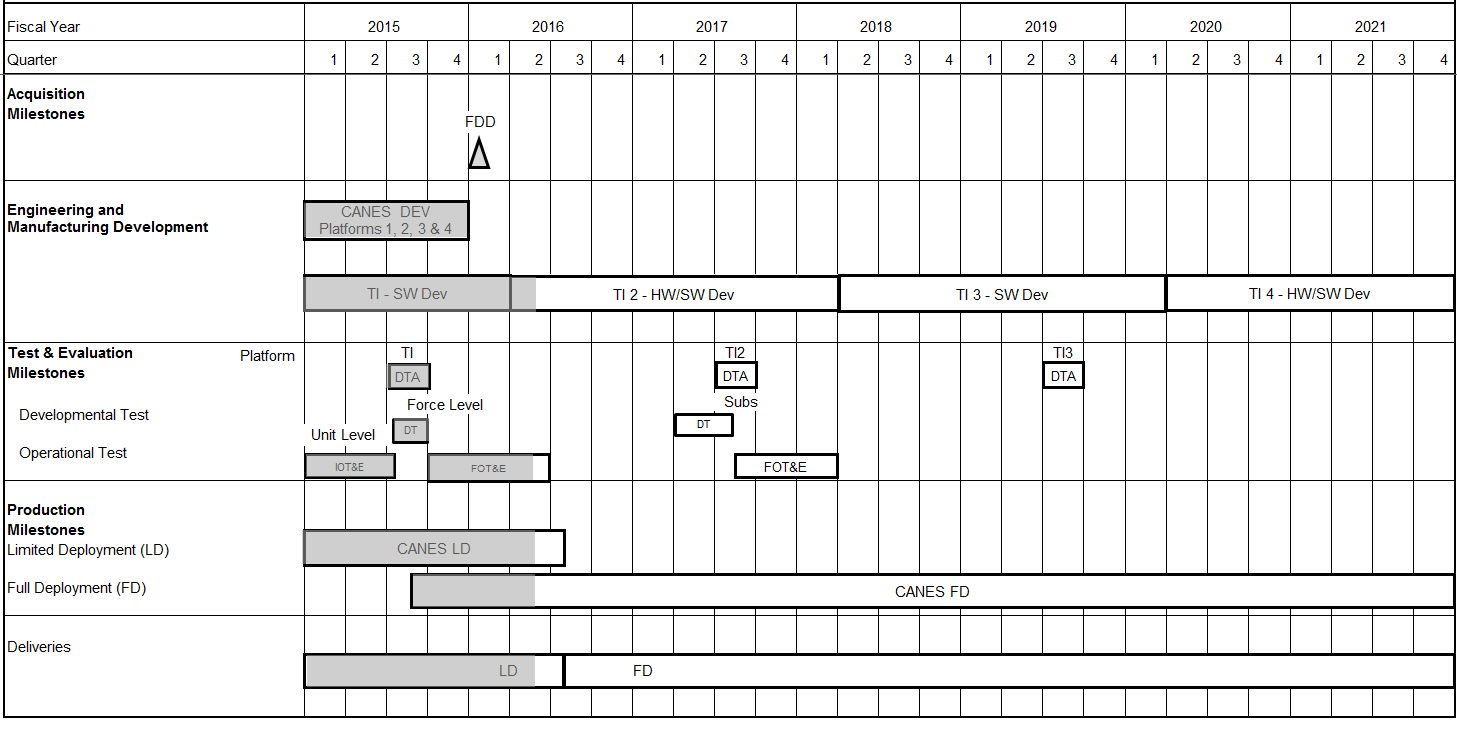 Fiscal Year 2015 2016 2017 2018 2019 2020 2021
Quarter 1 2 3 4 1 2 3 4 1 2 3 4 1 2 3 4 1 2 3 4 1 2 3 4 1 2 3 4
Acquisition
Milestones
FDD
Engineering and
Manufacturing Development
CANES DEV
Platforms 1, 2, 3 & 4
TI - SW Dev TI 2 - HW/SW Dev TI 3 - SW Dev TI 4 - HW/SW Dev
Test & Evaluation Platform TI TI2 TI3
Milestones DTA DTA DTA
Force Level Subs
Developmental Test DT DT
Unit Level
Operational Test IOT&E FOT&E FOT&E
Production
Milestones
Limited Deployment (LD) CANES LD
Full Deployment (FD) CANES FD
Deliveries
LD FD